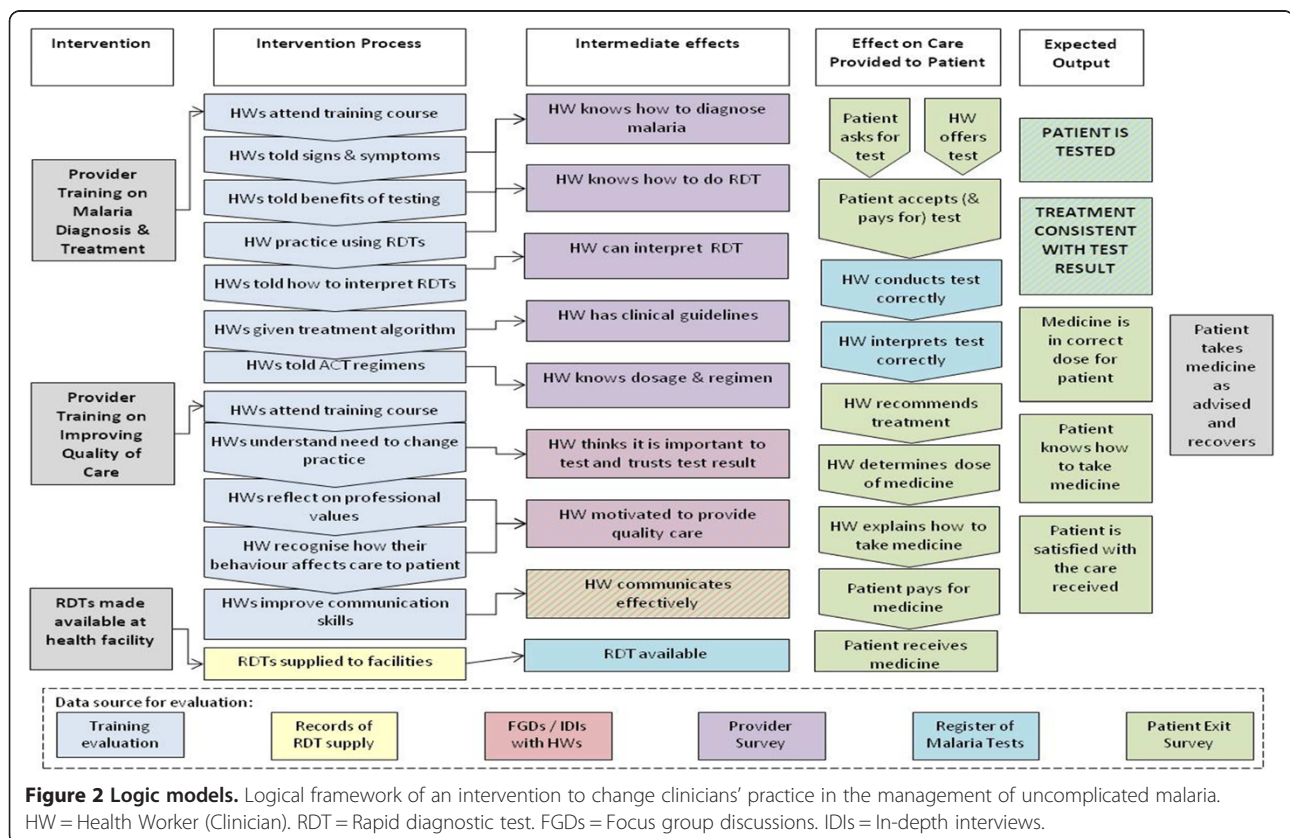 Intervention
Intervention Process
Intermediate effects
Effect on Care
Provided to Patient
Expected
Output
Provider
Training on
Malaria
Diagnosis &
Treatment
Provider
Training on
Improving
Quality of
Care
RDTs made
available at
health facility
HWs attend training course
HWs told signs & symptoms
HWs told benefits of testing
HW practice using RDTs
HWs told how to interpret RDTs
HWs given treatment algorithm
HWs told ACT regimens
HWs attend training course
HWs understand need to change
practice
HWs reflect on professional
values
HW recognise how their
behaviour affects care to patient
HWs improve communication
skills
RDTs supplied to facilities
HW knows how to diagnose
malaria
HW knows how to do RDT
HW can interpret RDT
HW has clinical guidelines
HW knows dosage & regimen
HW thinks it is important to
test and trusts test result
HW motivated to provide
quality care
HW communicates
effectively
RDT available
Patient
asks for
test
HW
offers
test
Patient accepts (&
pays for) test
HW conducts test
correctly
HW interprets test
correctly
HW recommends
treatment
HW determines dose
of medicine
HW explains how to
take medicine
Patient pays for
medicine
Patient receives
medicine
PATIENT IS
TESTED
TREATMENT
CONSISTENT
WITH TEST
RESULT
Medicine is
in correct
dose for
patient
Patient
knows how
to take
medicine
Patient is
satisfied with
the care
received
Patient
takes
medicine
as
advised
and
recovers
Data source for evaluation:
Training
evaluation
Records of
RDT supply
FGDs / IDIs
with HWs
Provider
Survey
Register of
Malaria Tests
Patient Exit
Survey
Figure 2 Logic models. Logical framework of an intervention to change clinicians’ practice in the management of uncomplicated malaria.
HW = Health Worker (Clinician). RDT = Rapid diagnostic test. FGDs = Focus group discussions. IDIs = In-depth interviews.